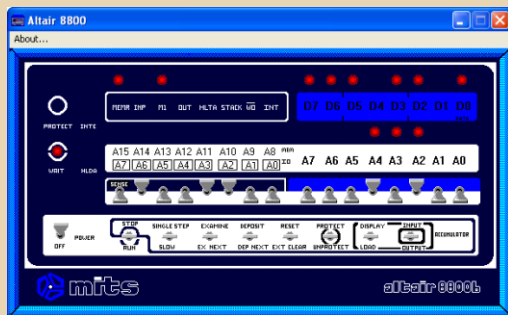 Altair 8800
About...
MEMR INP M1 OUT HLTA STACK WO INT
D7 D6 D5 D4 D3 D2 D1 D0
PROTECT INTE
A15 A14 A13 A12 A11 A10 A9 A8 MEM
A7 A6 A5 A4 A3 A2 A1 A0 IO A7 A6 A5 A4 A3 A2 A1 A0
WAIT HLDA
SENSE
STOP SINGLE STEP EXAMINE DEPOSIT RESET PROTECT DISPLAY INPUT
OFF POWER ACCUMULATOR
RUN SLOW EX NEXT DEP NEXT EXT CLEAR UNPROTECT LOAD OUTPUT
mits altair 8800b